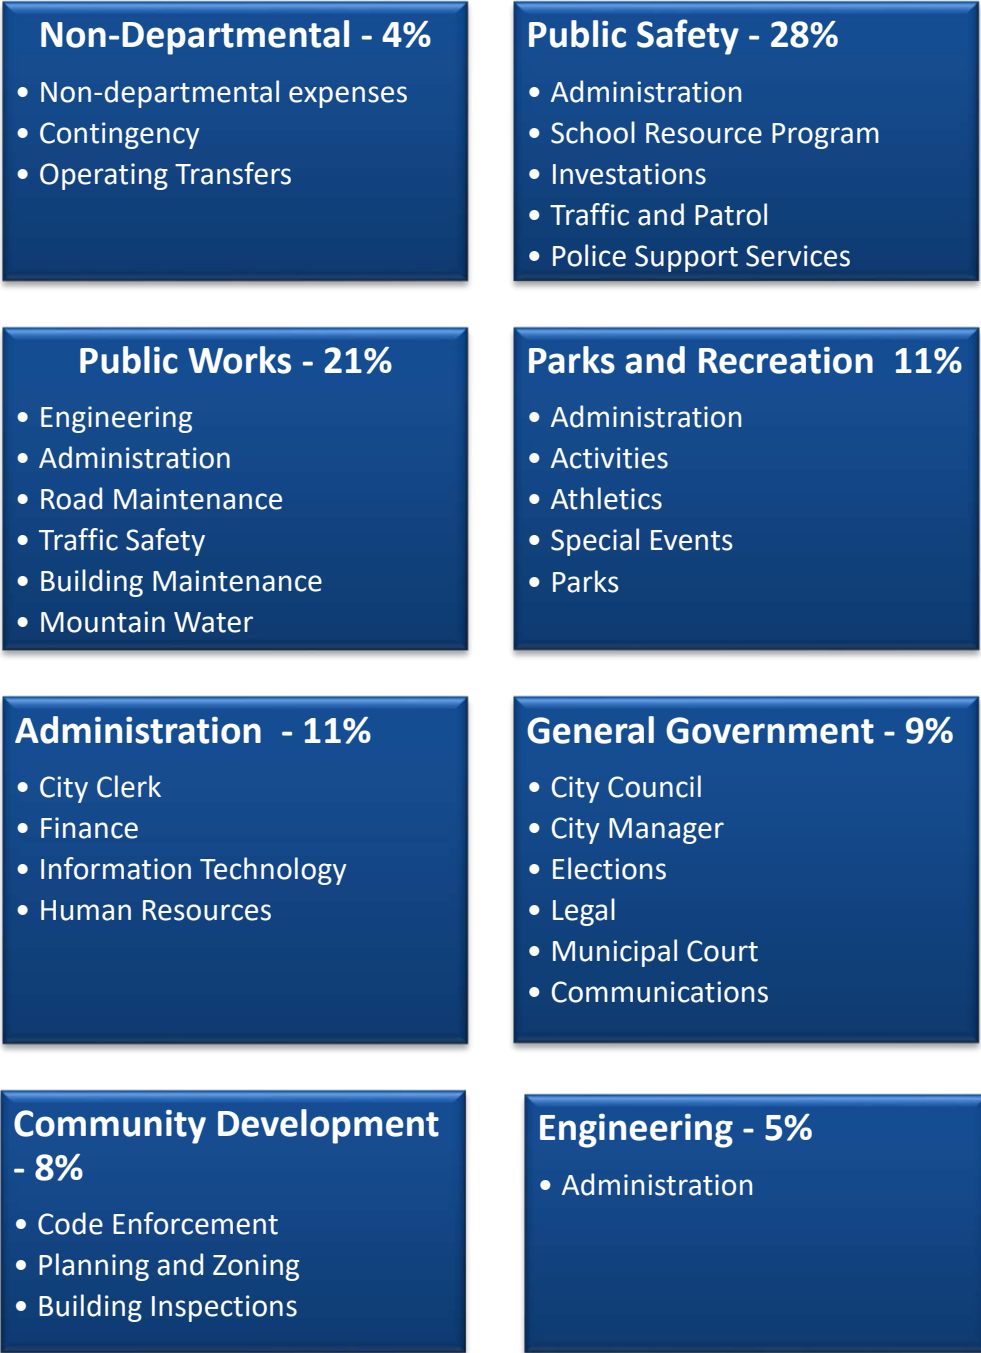 Non-Departmental - 4%
• Non-departmental expenses
• Contingency
• Operating Transfers
Public Safety - 28%
• Administration
• School Resource Program
• Investations
• Traffic and Patrol
• Police Support Services
Public Works - 21%
• Engineering
• Administration
• Road Maintenance
• Traffic Safety
• Building Maintenance
• Mountain Water
Parks and Recreation  11%
• Administration
• Activities
• Athletics
• Special Events
• Parks
Administration  - 11%
• City Clerk
• Finance
• Information Technology
• Human Resources
General Government - 9%
• City Council
• City Manager
• Elections
• Legal
• Municipal Court
• Communications
Community Development
- 8%
• Code Enforcement
• Planning and Zoning
• Building Inspections
Engineering - 5%
• Administration